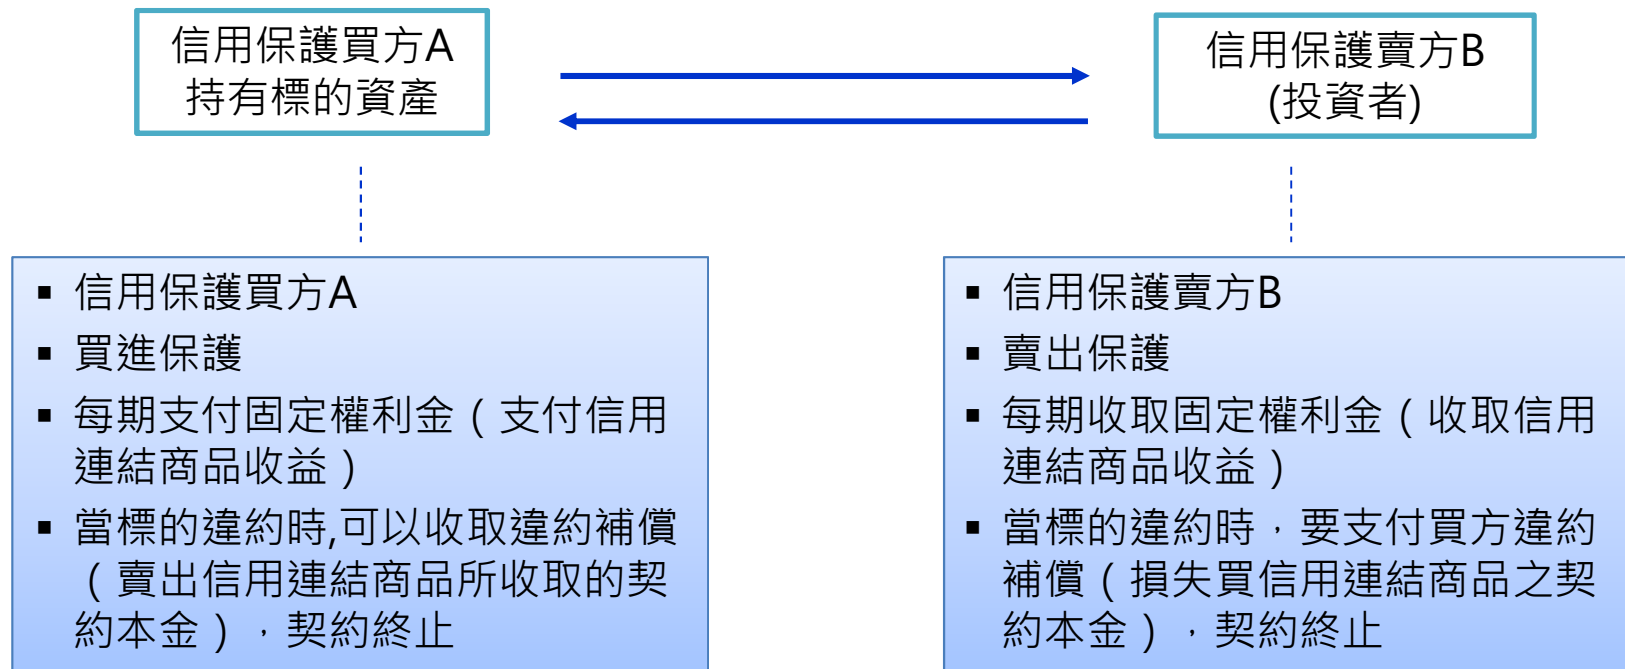 信用保護買方A
持有標的資產
信用保護賣方B
(投資者)
▪ 信用保護買方A
▪ 買進保護
▪ 每期支付固定權利金（支付信用
連結商品收益）
▪ 當標的違約時,可以收取違約補償
（賣出信用連結商品所收取的契
約本金），契約終止
▪ 信用保護賣方B
▪ 賣出保護
▪ 每期收取固定權利金（收取信用
連結商品收益）
▪ 當標的違約時，要支付買方違約
補償（損失買信用連結商品之契
約本金），契約終止